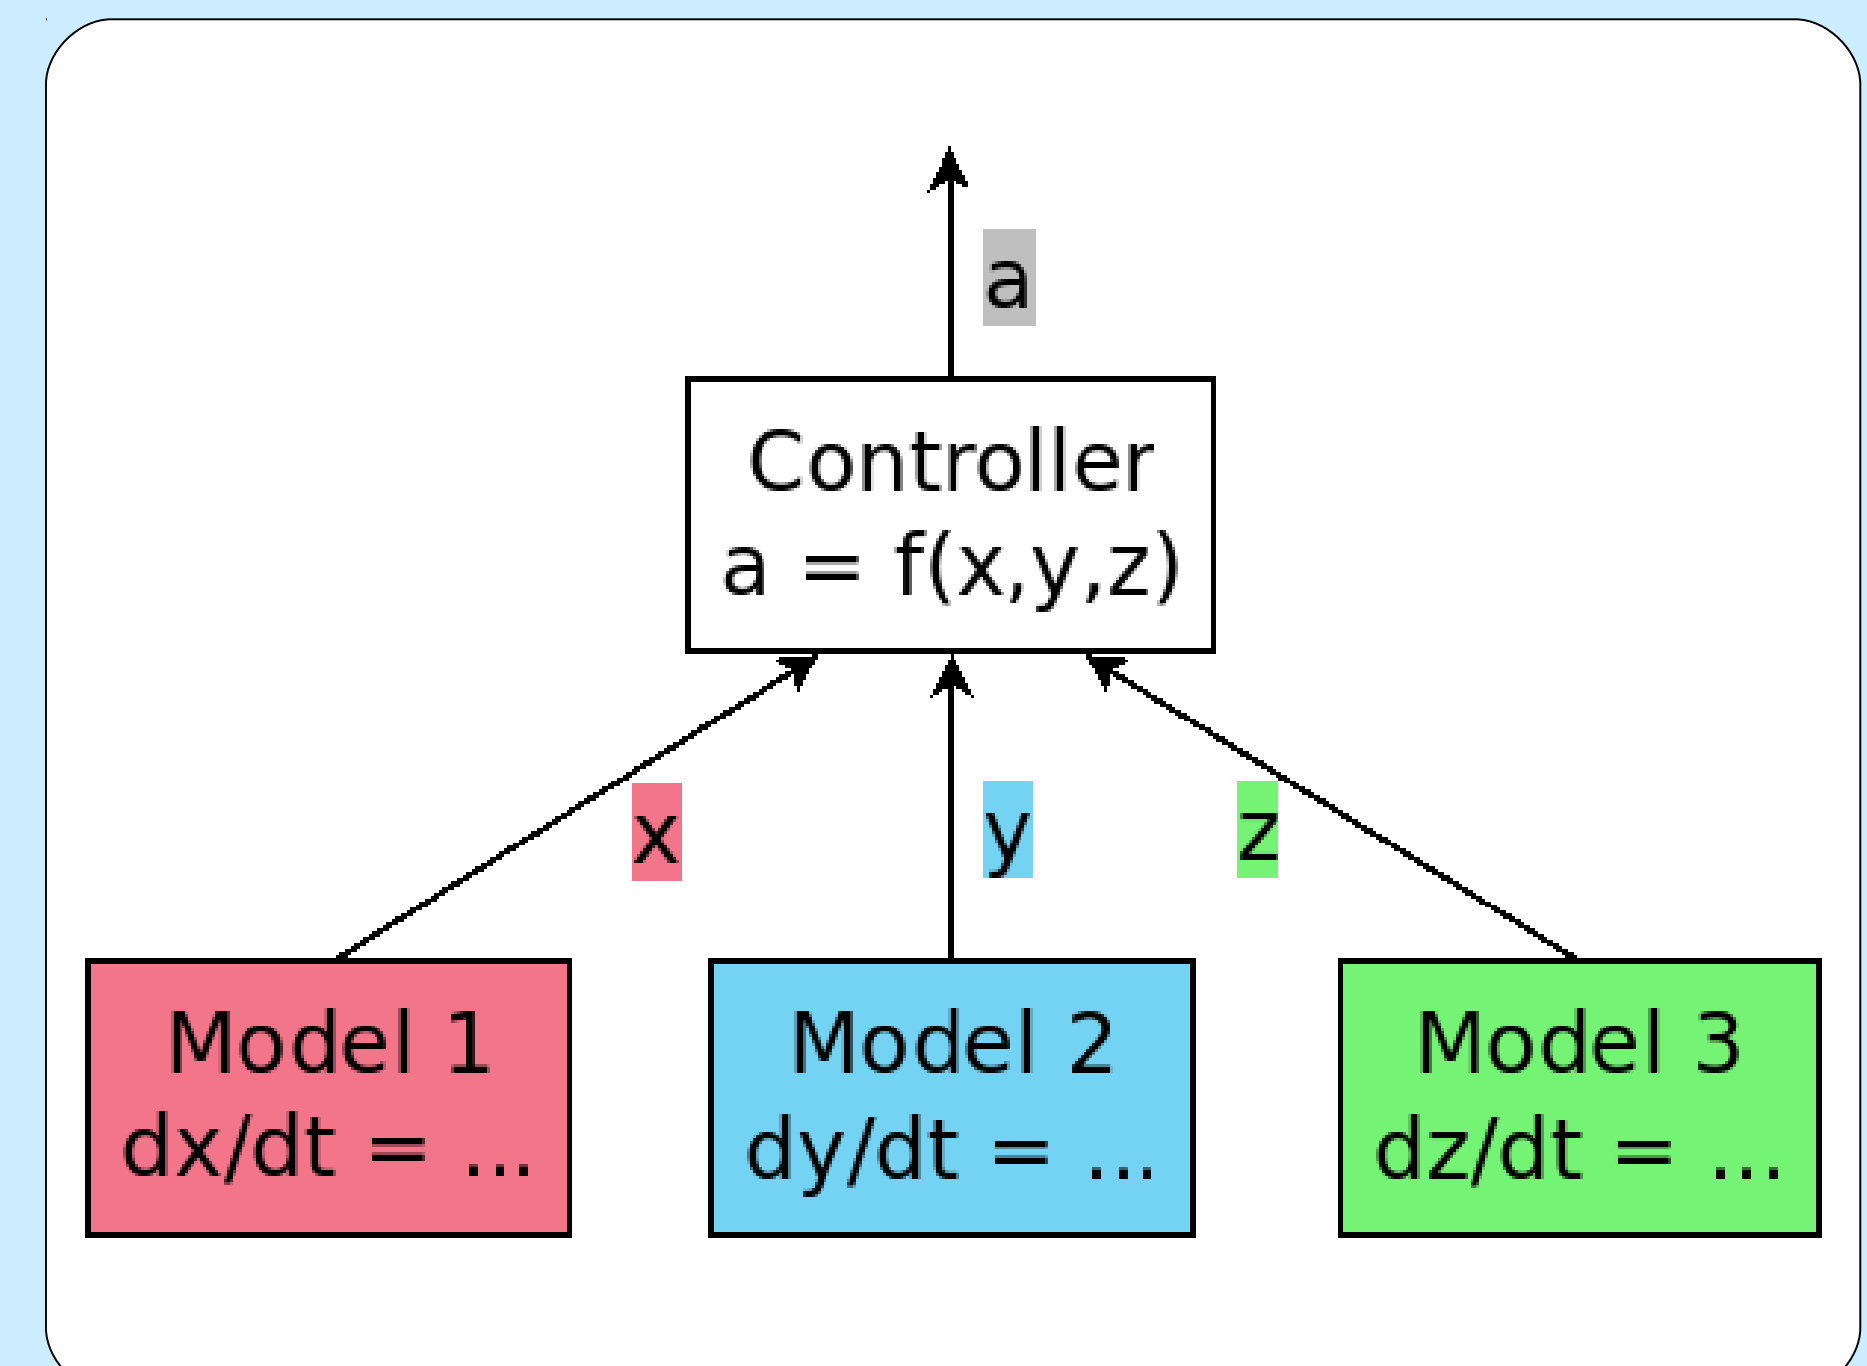 a
Controller
a = f(x,y,z)
x
y
z
Model 1
dx/dt = ...
Model 2
dy/dt = ...
Model 3
dz/dt = ...